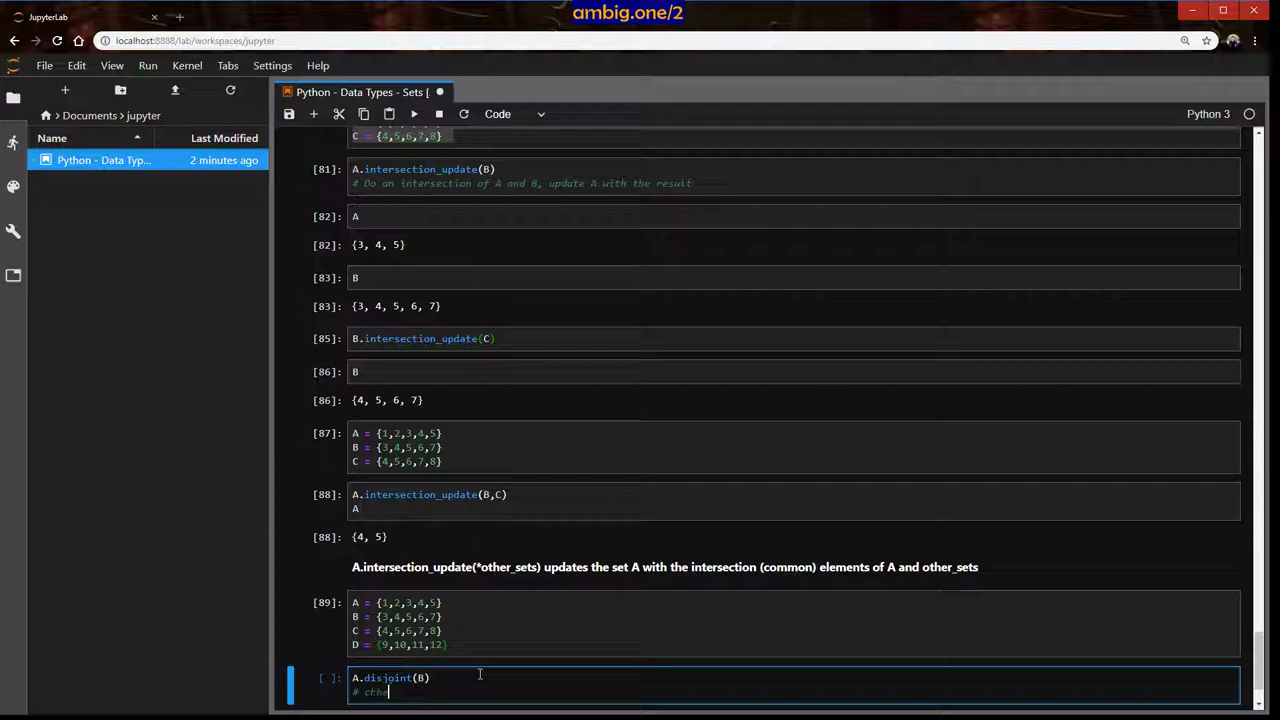 ambig.one/2
JupyterLab
localhost:8888/lab/workspaces/jupyter
File Edit View Run Kernel Tabs Settings Help
Python - Data Types - Sets [
Documents jupyter
Code
Python 3
Name Last Modified
Python - Data Typ... 2 minutes ago
C = {4,5,6,7,8}
[81]: A.intersection_update(B)
# Do an intersection of A and B, update A with the result
[82]: A
[82]: {3, 4, 5}
[83]: B
[83]: {3, 4, 5, 6, 7}
[85]: B.intersection_update(C)
[86]: B
[86]: {4, 5, 6, 7}
[87]: A = {1,2,3,4,5}
B = {3,4,5,6,7}
C = {4,5,6,7,8}
[88]: A.intersection_update(B,C)
A
[88]: {4, 5}
A.intersection_update(*other_sets) updates the set A with the intersection (common) elements of A and other_sets
[89]: A = {1,2,3,4,5}
B = {3,4,5,6,7}
C = {4,5,6,7,8}
D = {9,10,11,12}
[ ]: A.disjoint(B)
# cthe